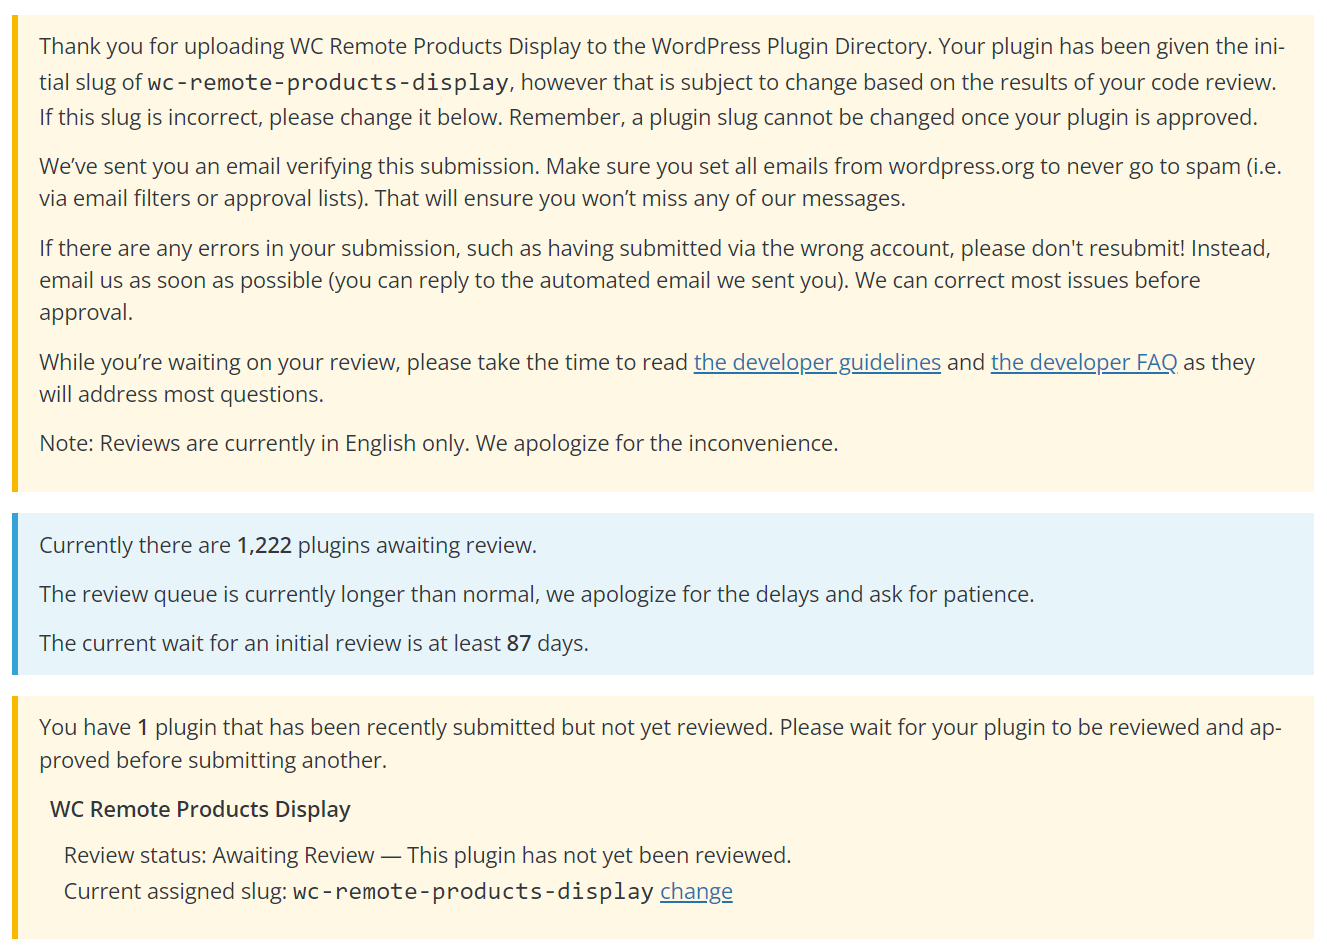 Thank you for uploading WC Remote Products Display to the WordPress Plugin Directory. Your plugin has been given the ini-
tial slug of wc-remote-products-display, however that is subject to change based on the results of your code review.
If this slug is incorrect, please change it below. Remember, a plugin slug cannot be changed once your plugin is approved.
We’ve sent you an email verifying this submission. Make sure you set all emails from wordpress.org to never go to spam (i.e.
via email filters or approval lists). That will ensure you won’t miss any of our messages.
If there are any errors in your submission, such as having submitted via the wrong account, please don't resubmit! Instead,
email us as soon as possible (you can reply to the automated email we sent you). We can correct most issues before
approval.
While you’re waiting on your review, please take the time to read the developer guidelines and the developer FAQ as they
will address most questions.
Note: Reviews are currently in English only. We apologize for the inconvenience.
Currently there are 1,222 plugins awaiting review.
The review queue is currently longer than normal, we apologize for the delays and ask for patience.
The current wait for an initial review is at least 87 days.
You have 1 plugin that has been recently submitted but not yet reviewed. Please wait for your plugin to be reviewed and ap-
proved before submitting another.
WC Remote Products Display
Review status: Awaiting Review — This plugin has not yet been reviewed.
Current assigned slug: wc-remote-products-display change